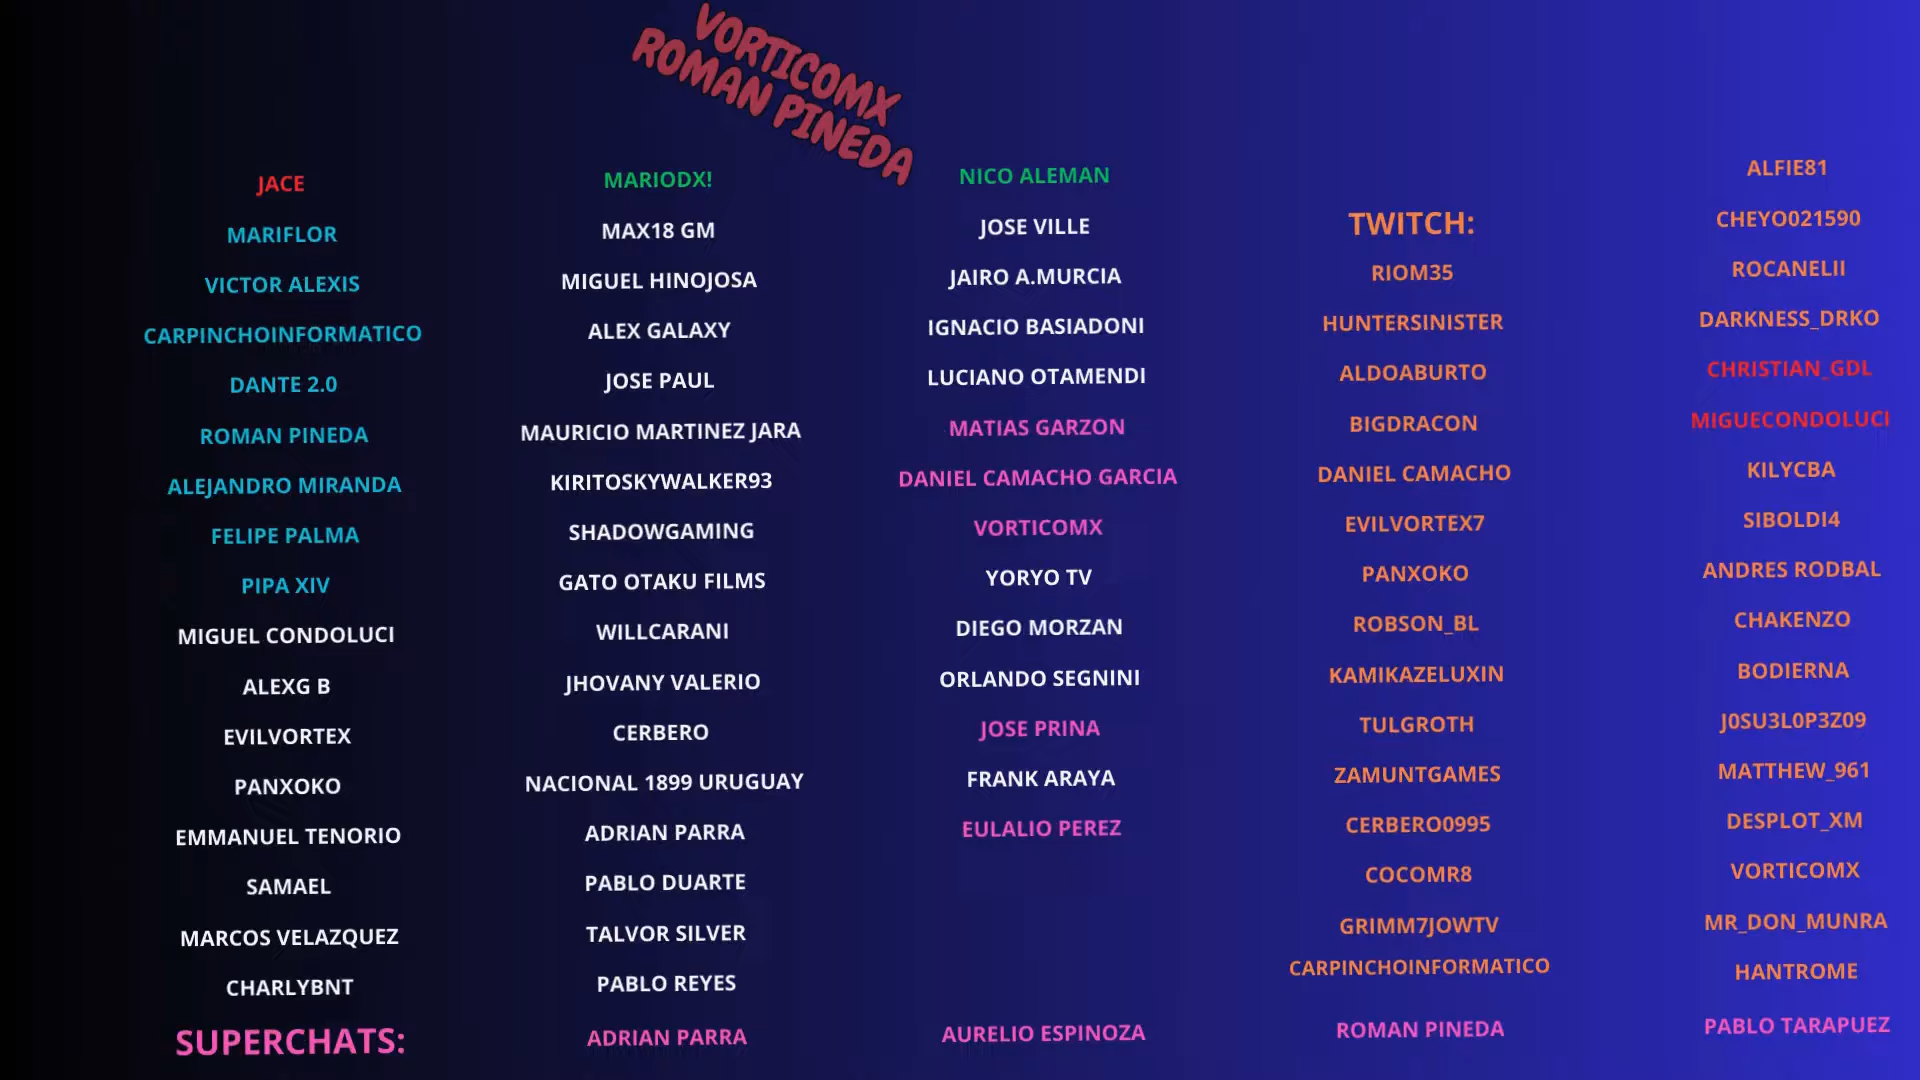 VORTICOMX
ROMAN PINEDA
JACE
MARIFLOR
VICTOR ALEXIS
CARPINCHOINFORMATICO
DANTE 2.0
ROMAN PINEDA
ALEJANDRO MIRANDA
FELIPE PALMA
PIPA XIV
MIGUEL CONDOLUCI
ALEXG B
EVILVORTEX
PANXOKO
EMMANUEL TENORIO
SAMAEL
MARCOS VELAZQUEZ
CHARLYBNT
MARIODX!
MAX18 GM
MIGUEL HINOJOSA
ALEX GALAXY
JOSE PAUL
MAURICIO MARTINEZ JARA
KIRITOSKYWALKER93
SHADOWGAMING
GATO OTAKU FILMS
WILLCARANI
JHOVANY VALERIO
CERBERO
NACIONAL 1899 URUGUAY
ADRIAN PARRA
PABLO DUARTE
TALVOR SILVER
PABLO REYES
NICO ALEMAN
JOSE VILLE
JAIRO A.MURCIA
IGNACIO BASIADONI
LUCIANO OTAMENDI
MATIAS GARZON
DANIEL CAMACHO GARCIA
VORTICOMX
YORYO TV
DIEGO MORZAN
ORLANDO SEGNINI
JOSE PRINA
FRANK ARAYA
EULALIO PEREZ
TWITCH:
RIOM35
HUNTERSINISTER
ALDOABURTO
BIGDRACON
DANIEL CAMACHO
EVILVORTEX7
PANXOKO
ROBSON_BL
KAMIKAZELUXIN
TULGROTH
ZAMUNTGAMES
CERBERO0995
COCOMR8
GRIMM7JOWTV
CARPINCHOINFORMATICO
ALFIE81
CHEYO021590
ROCANELII
DARKNESS_DRKO
CHRISTIAN_GDL
MIGUECONDOLUCI
KILYCBA
SIBOLDI4
ANDRES RODBAL
CHAKENZO
BODIERNA
J0SU3L0P3Z09
MATTHEW_961
DESPLOT_XM
VORTICOMX
MR_DON_MUNRA
HANTROME
SUPERCHATS:
ADRIAN PARRA
AURELIO ESPINOZA
ROMAN PINEDA
PABLO TARAPUEZ